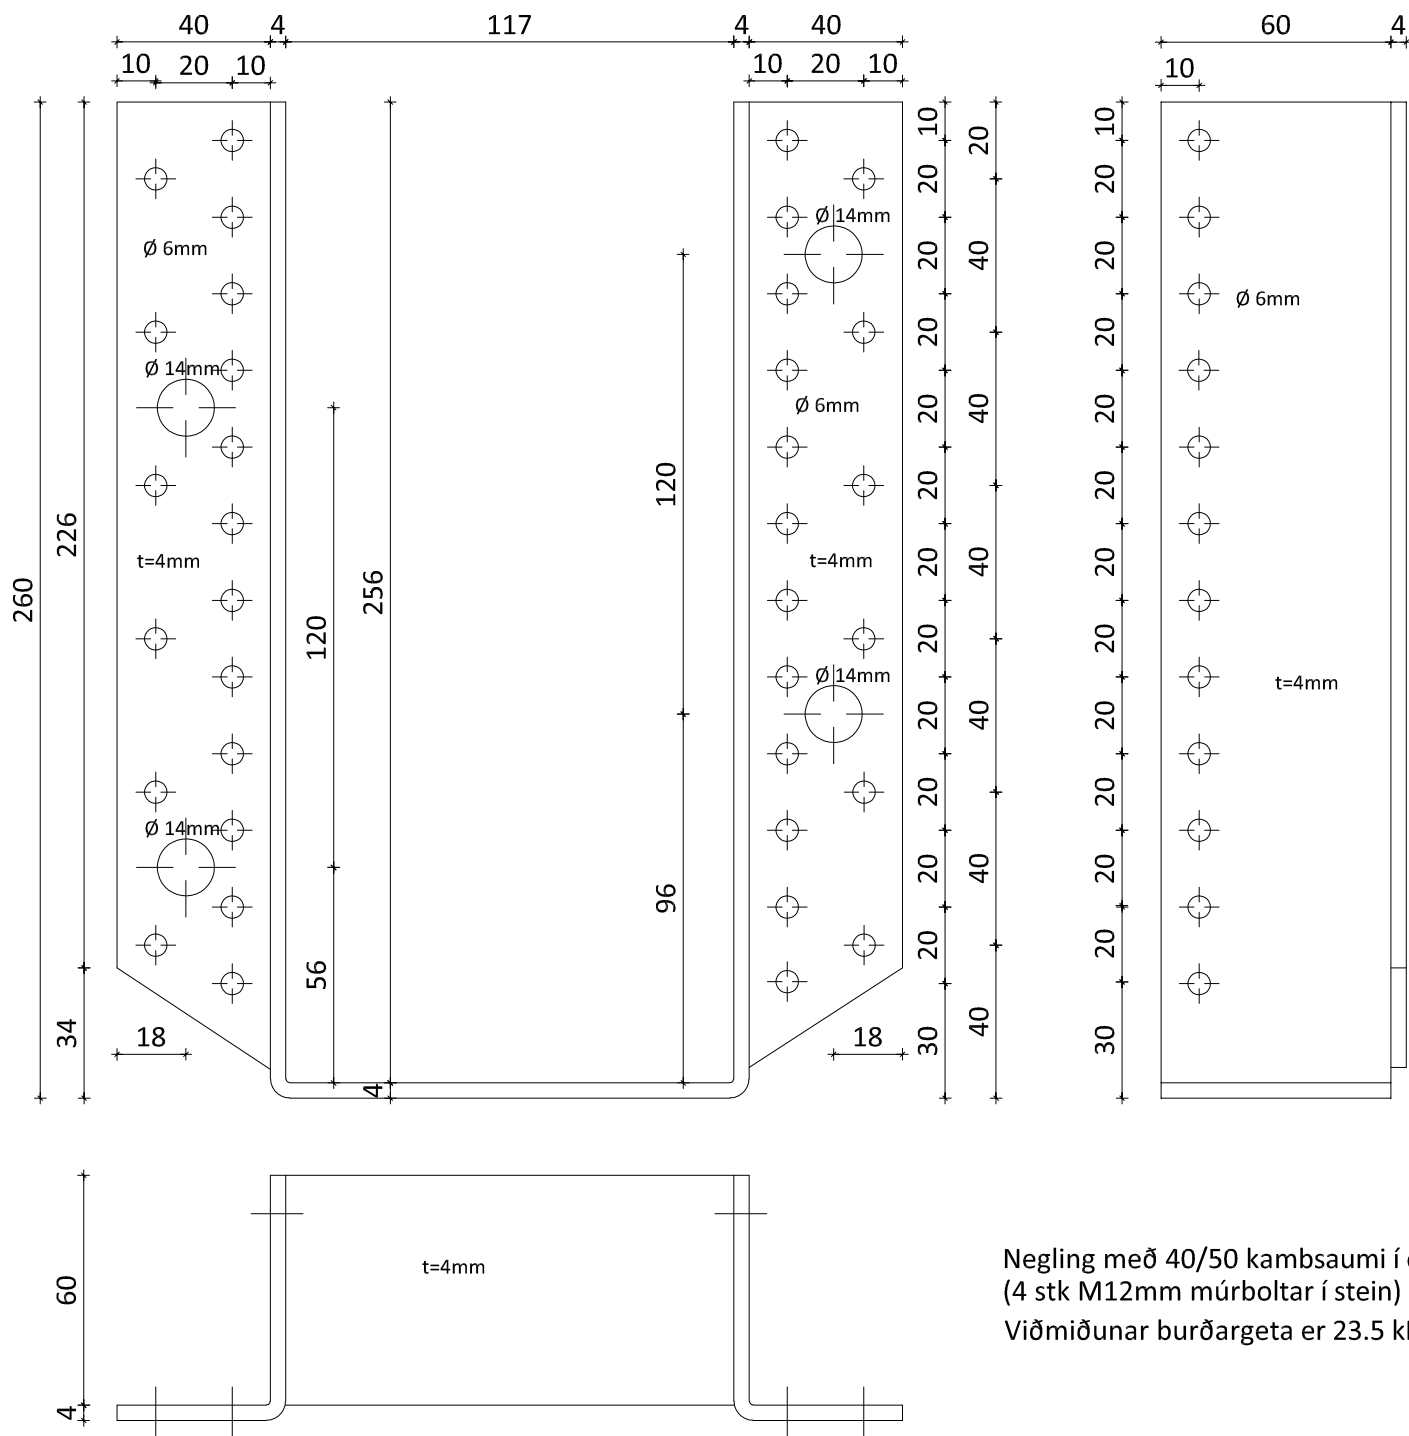 40 4 117 4 40 60 4
10 20 10 10 20 10 10
10 20 10
20 20
Ø 14mm
Ø 6mm 20 40 20
Ø 6mm
20 20
Ø 14mm
Ø 6mm 20 40 20
120 20 20
226
t=4mm t=4mm 20 40 20
260 256
120 20 20
Ø 14mm t=4mm
20 40 20
20 20
Ø 14mm
96 20 40 20
56 20 20
34 18 18 30 40 30
4
t=4mm
60
4
Negling með 40/50 kambsaumi í
(4 stk M12mm múrboltar í stein)
Viðmiðunar burðargeta er 23.5